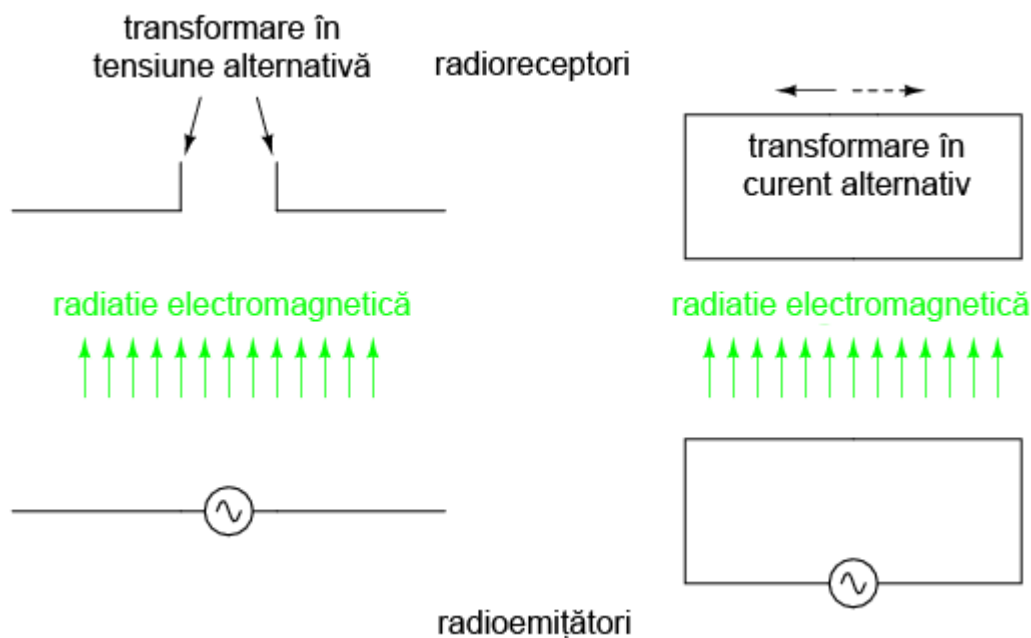 transformare în
tensiune alternativă
radioreceptori
transformare în
curent alternativ
radiatie electromagnetică
radiatie electromagnetică
radioemițători